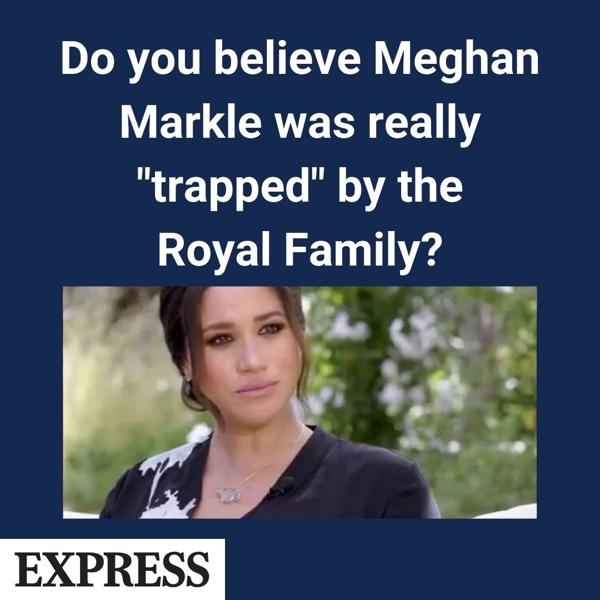 Do you believe Meghan
Markle was really
"trapped" by the
Royal Family?
EXPRESS